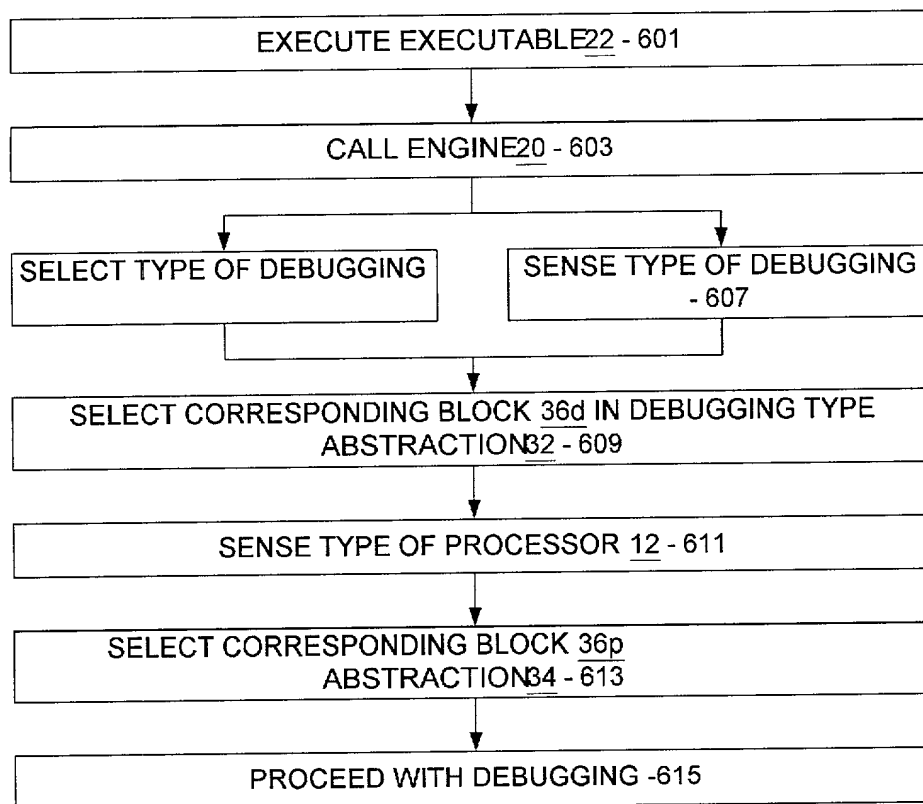 EXECUTE EXECUTABLE22 - 601
CALL ENGINE20 - 603
SELECT TYPE OF DEBUGGING
SENSE TYPE OF DEBUGGING
- 607
SELECT CORRESPONDING BLOCK 36d IN DEBUGGING TYPE
ABSTRACTION32 - 609
SENSE TYPE OF PROCESSOR 12 - 611
SELECT CORRESPONDING BLOCK 36p
ABSTRACTION34 - 613
PROCEED WITH DEBUGGING -615